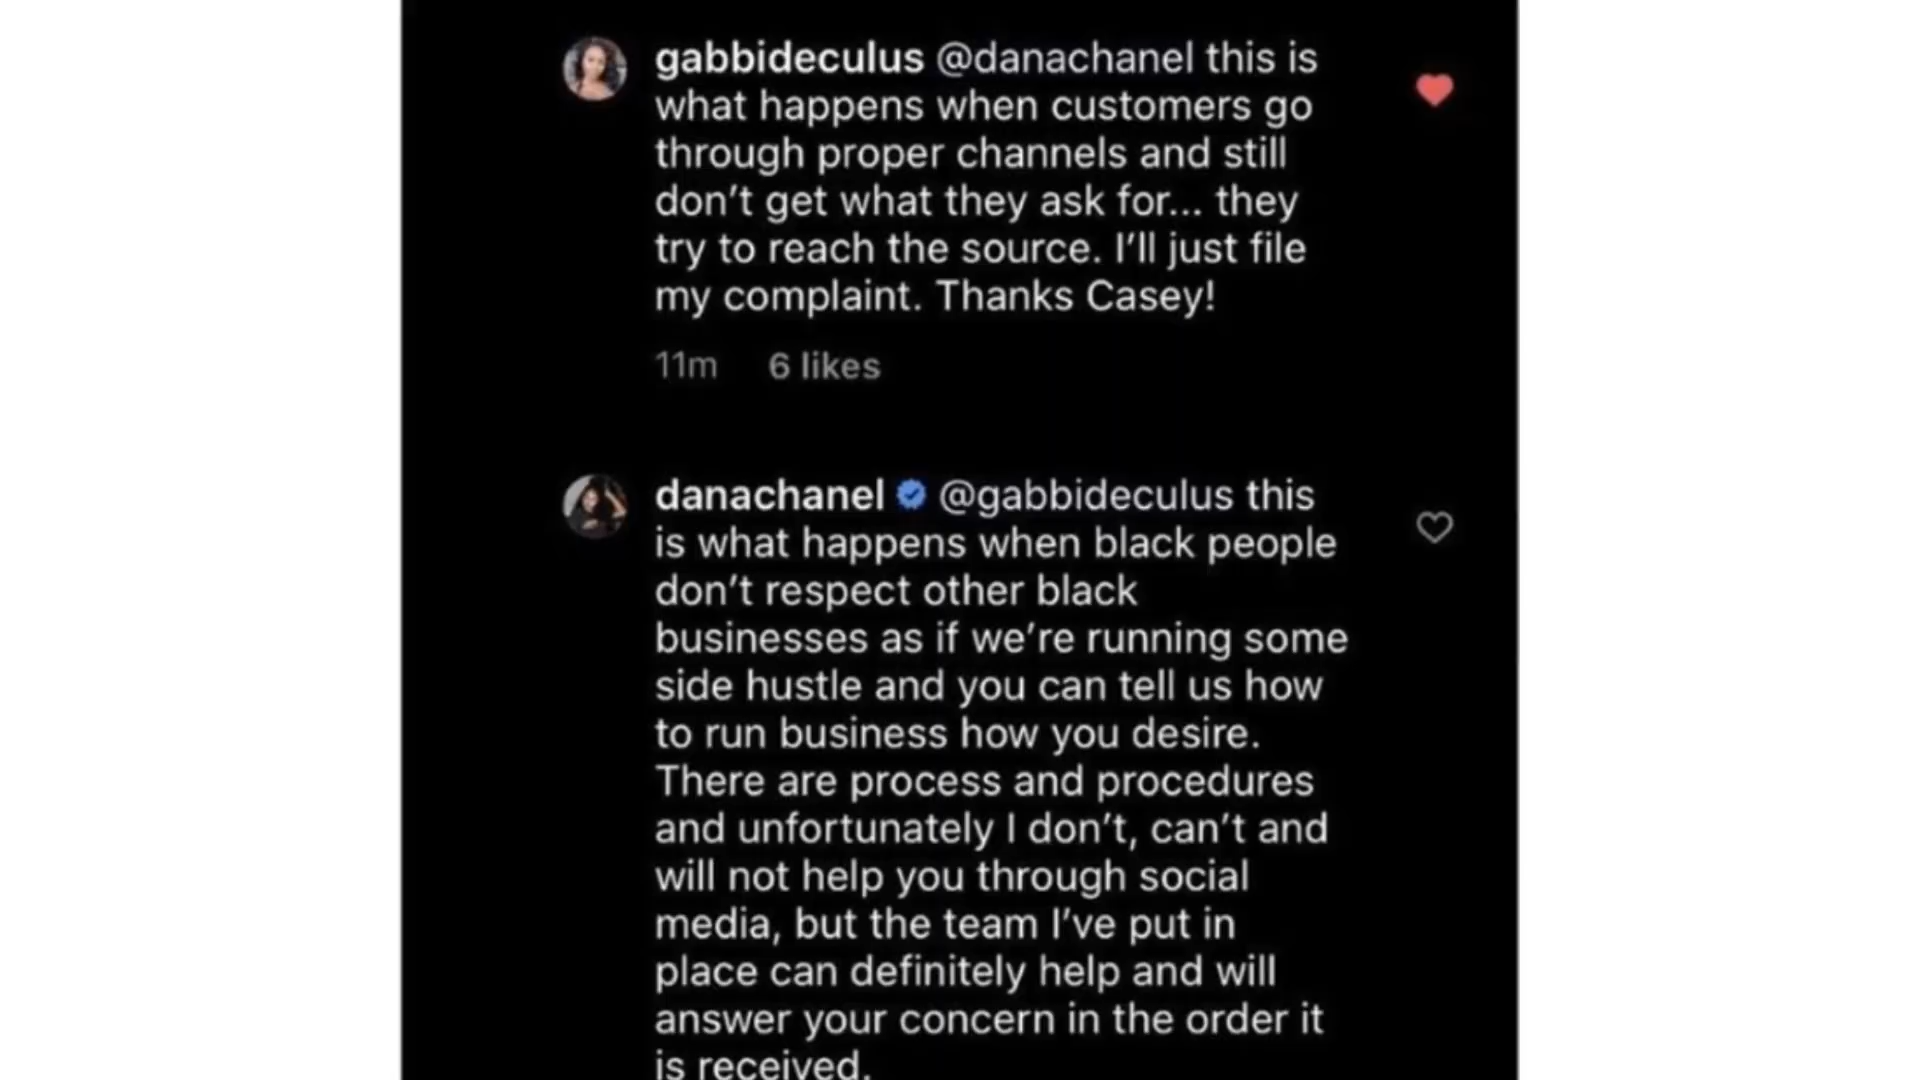 gabbideculus @danachanel this is
what happens when customers go
through proper channels and still
don't get what they ask for... they
try to reach the source. I'll just file
my complaint. Thanks Casey!
11m 6 likes
danachanel @gabbideculus this
is what happens when black people
don't respect other black
businesses as if we're running some
side hustle and you can tell us how
to run business how you desire.
There are process and procedures
and unfortunately I don't, can't and
will not help you through social
media, but the team I've put in
place can definitely help and will
answer your concern in the order it
is received.